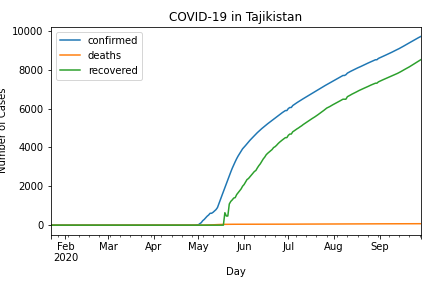 COVID-19 in Tajikistan
confirmed
deaths
recovered
10000
8000
6000
4000
2000
0
Number of Cases
Feb Mar Apr May Jun Jul Aug Sep
2020
Day